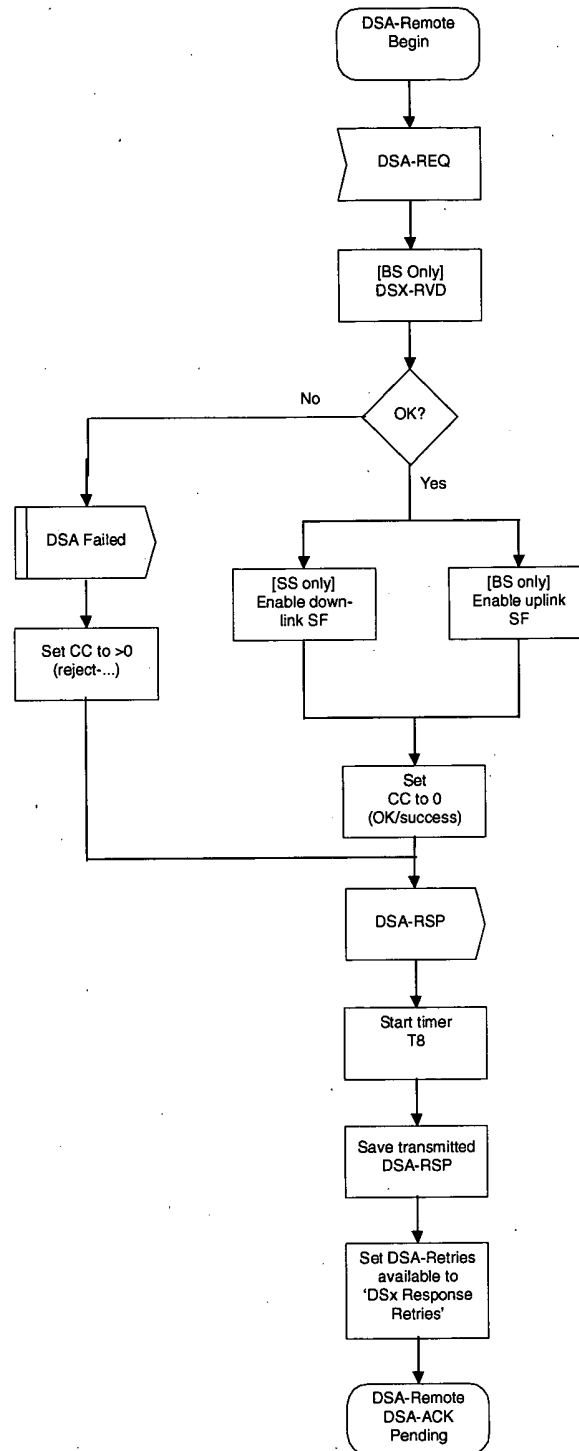 DSA-Remote
Begin
DSA-REQ
[BS Only]
DSX-RVD
No
OK?
Yes
DSA Failed
[SS only]
Enable down-
link SF
[BS only]
Enable uplink
SF
Set CC to >0
(reject-...)
Set
CC to 0
(OK/success)
DSA-RSP
Start timer
T8
Save transmitted
DSA-RSP
Set DSA-Retries
available to
‘DSx Response
Retries’
DSA-Remote
DSA-ACK
Pending